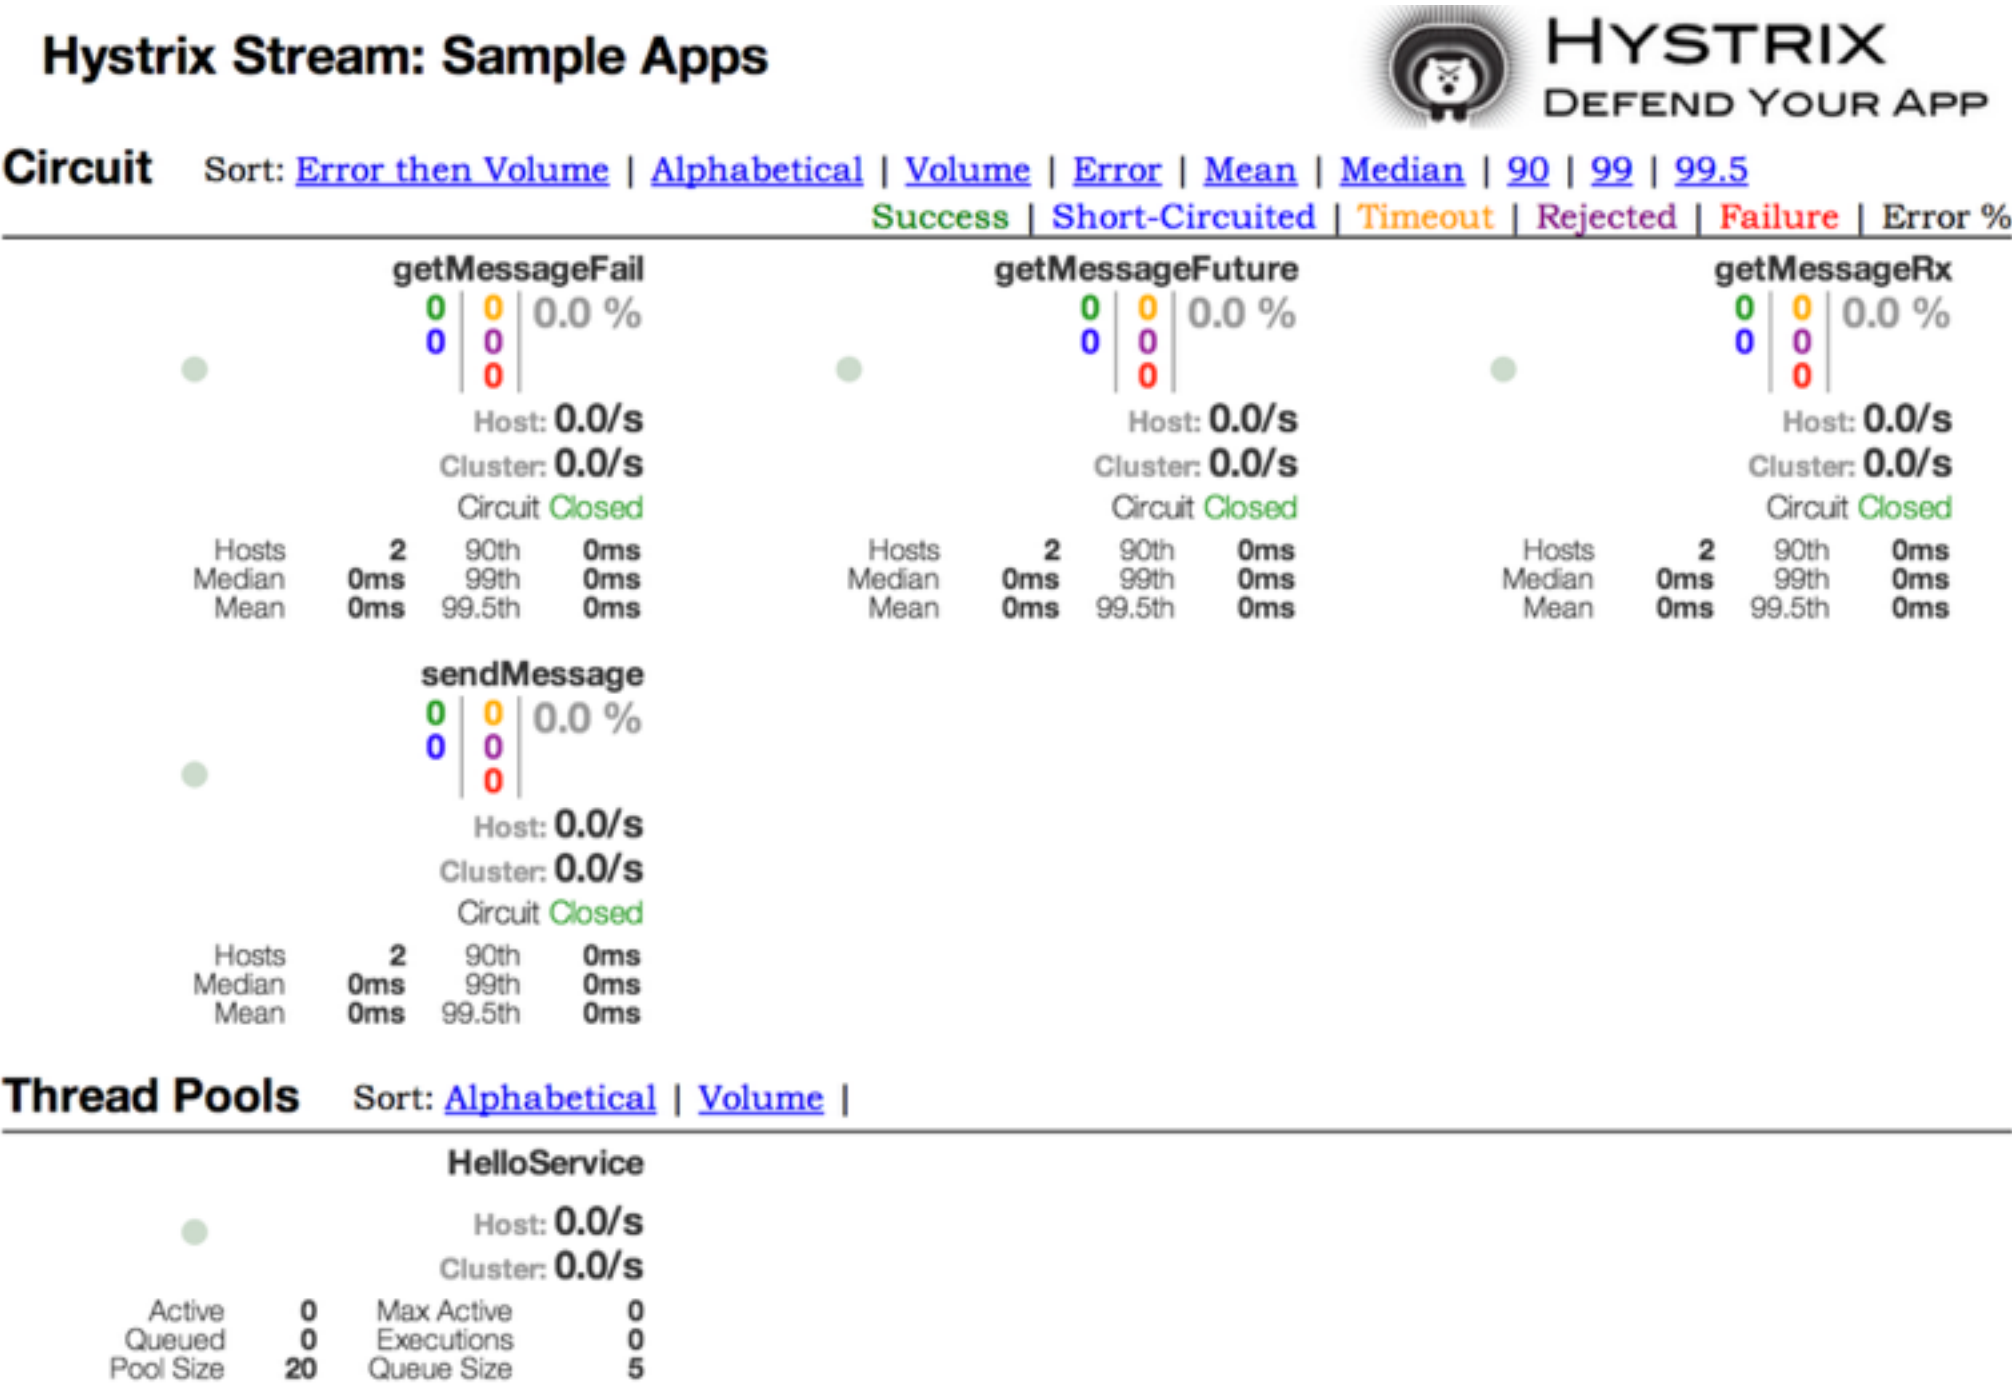 Hystrix Stream: Sample Apps
HYSTRIX
DEFEND YOUR APP
Circuit Sort: Error then Volume | Alphabetical | Volume | Error | Mean | Median | 90 | 99 | 99.5
Success | Short-Circuited | Timeout | Rejected | Failure | Error %
getMessageFail
0 0 0.0 %
0 0
0
Host: 0.0/s
Cluster: 0.0/s
Circuit Closed
Hosts 2 90th 0ms
Median 0ms 99th 0ms
Mean 0ms 99.5th 0ms
getMessageFuture
0 0 0.0 %
0 0
0
Host: 0.0/s
Cluster: 0.0/s
Circuit Closed
Hosts 2 90th 0ms
Median 0ms 99th 0ms
Mean 0ms 99.5th 0ms
getMessageRx
0 0 0.0 %
0 0
0
Host: 0.0/s
Cluster: 0.0/s
Circuit Closed
Hosts 2 90th 0ms
Median 0ms 99th 0ms
Mean 0ms 99.5th 0ms
sendMessage
0 0 0.0 %
0 0
0
Host: 0.0/s
Cluster: 0.0/s
Circuit Closed
Hosts 2 90th 0ms
Median 0ms 99th 0ms
Mean 0ms 99.5th 0ms
Thread Pools Sort: Alphabetical | Volume |
HelloService
Host: 0.0/s
Cluster: 0.0/s
Active 0 Max Active 0
Queued 0 Executions 0
Pool Size 20 Queue Size 5